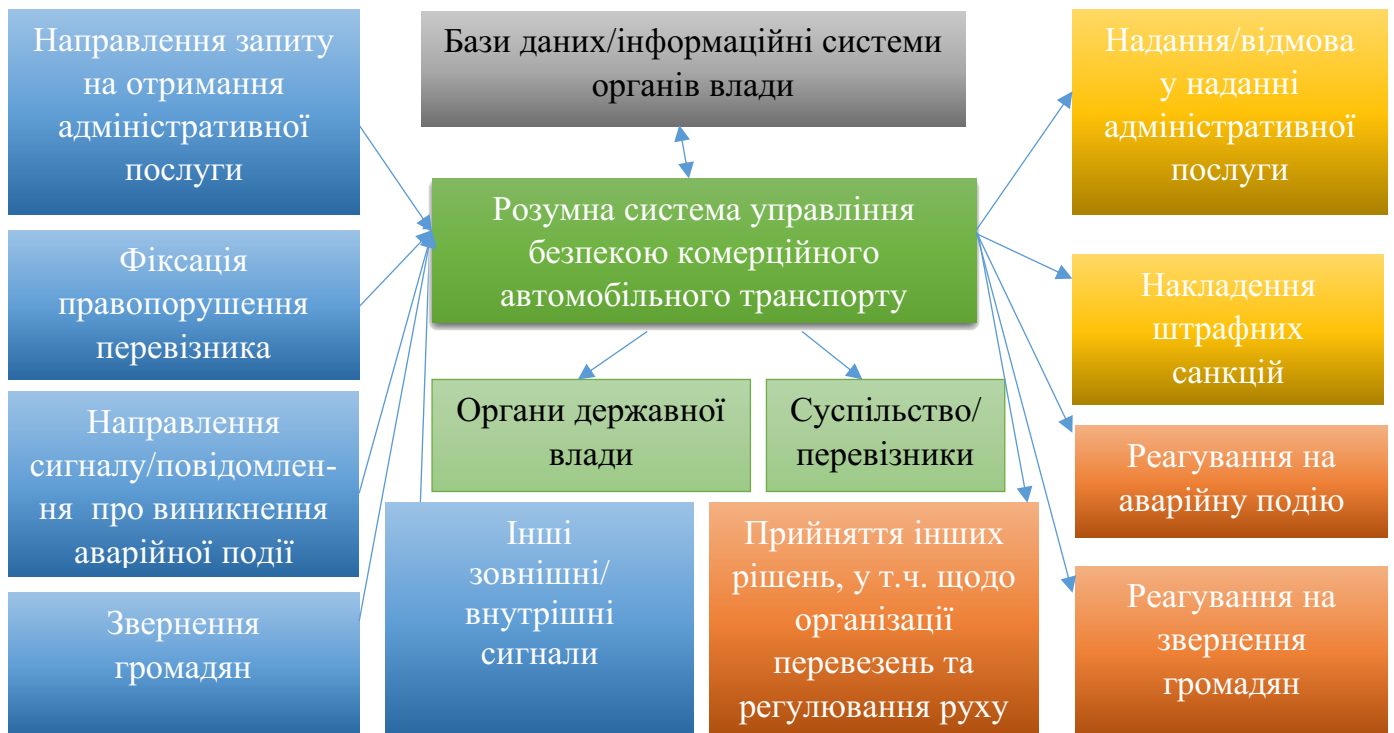 Направлення запиту
на отримання
адміністративної
послуги
Бази даних/інформаційні системи
органів влади
Надання/відмова
у наданні
адміністративної
послуги
Розумна система управління
безпекою комерційного
автомобільного транспорту
Фіксація
правопорушення
перевізника
Накладення
штрафних
санкцій
Направлення
сигналу/повідомлен-
ня про виникнення
аварійної події
Органи державної
влади
Суспільство/
перевізники
Реагування на
аварійну подію
Звернення
громадян
Інші
зовнішні/
внутрішні
сигнали
Прийняття інших
рішень, у т.ч. щодо
організації
перевезень та
регулювання руху
Реагування на
звернення
громадян